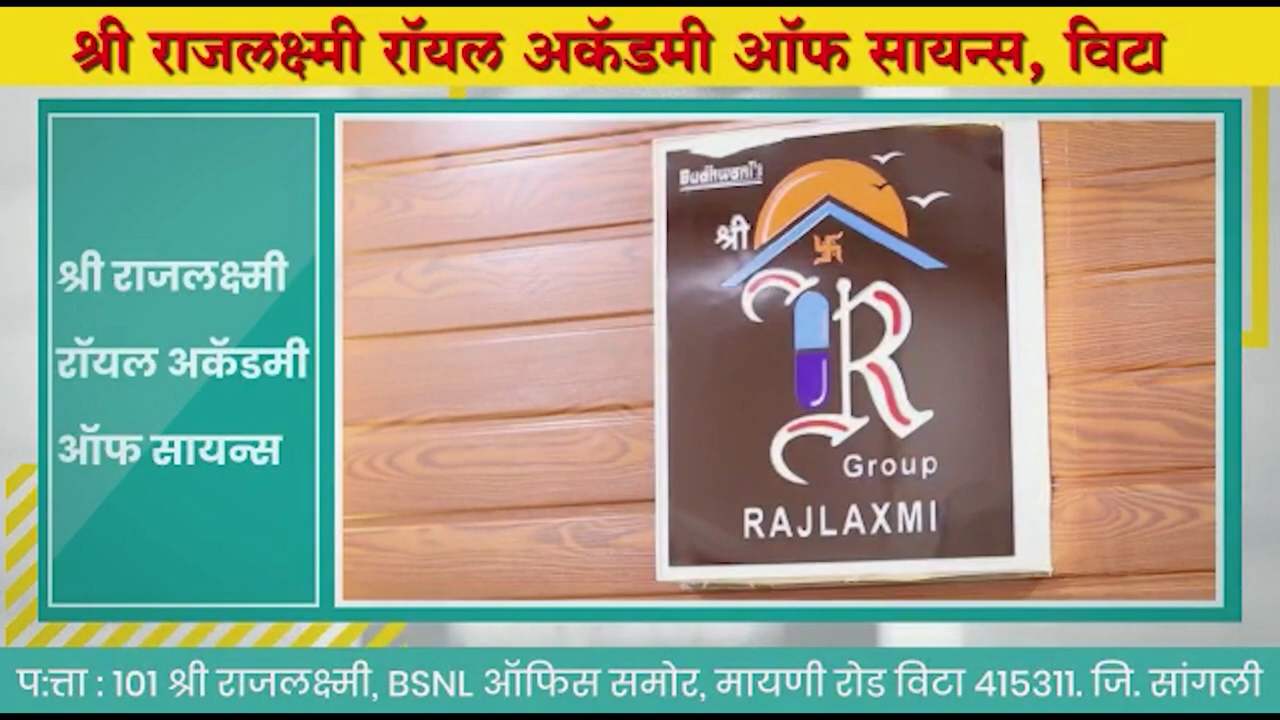 श्री राजलक्ष्मी रॉयल अकॅडमी ऑफ सायन्स, विटा
श्री राजलक्ष्मी
रॉयल अकॅडमी
ऑफ सायन्स
Budhwani's
श्री
R
Group
RAJLAXMI
प:त्ता : 101 श्री राजलक्ष्मी, BSNL ऑफिस समोर, मायणी रोड विटा 415311. जि. सांगली